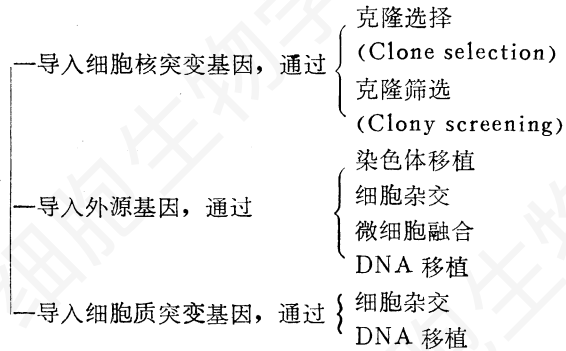 导入细胞核突变基因，通过
克隆选择
(Clone selection)
克隆筛选
(Clony screening)
导入外源基因，通过
染色体移植
细胞杂交
微细胞融合
DNA 移植
导入细胞质突变基因，通过
细胞杂交
DNA 移植